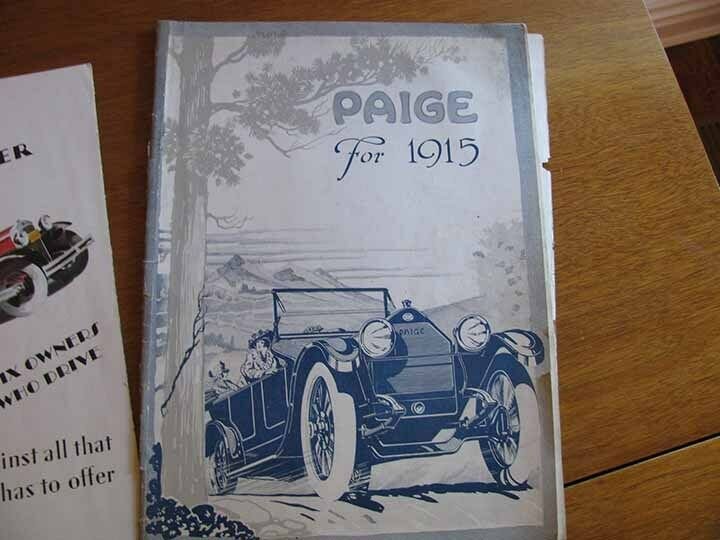 PAIGE
For 1915
PAIGE
ER
IX OWNERS
WHO DRIVE
inst all that
has to offer